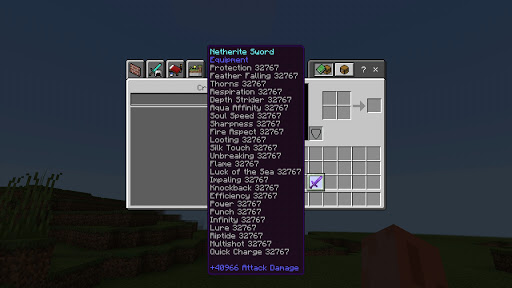 Netherite Sword
Equipment
Protection 32767
Feather Falling 32767
Thorns 32767
Respiration 32767
Depth Strider 32767
Aqua Affinity 32767
Soul Speed 32767
Sharpness 32767
Fire Aspect 32767
Looting 32767
Silk Touch 32767
Unbreaking 32767
Flame 32767
Luck of the Sea 32767
Impaling 32767
Knockback 32767
Efficiency 32767
Power 32767
Punch 32767
Infinity 32767
Lure 32767
Riptide 32767
Multishot 32767
Quick Charge 32767
+40966 Attack Damage
Cr
?